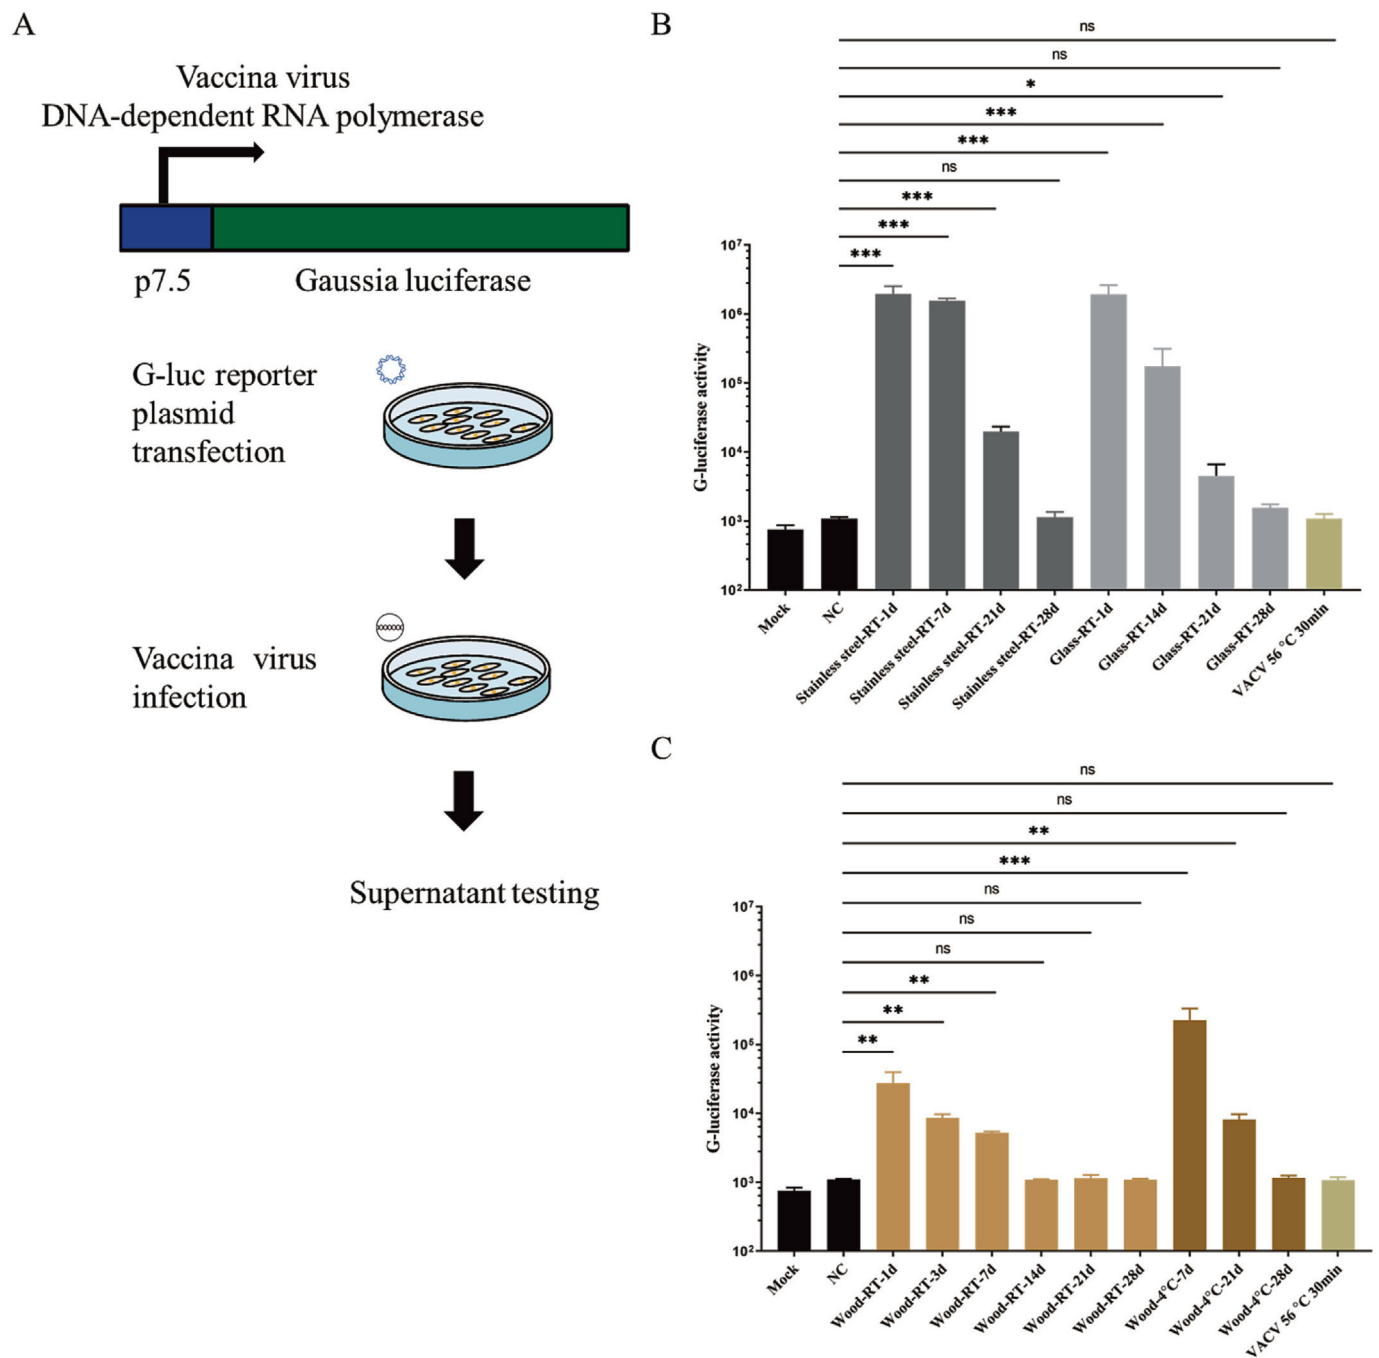 A
Vaccina virus
DNA-dependent RNA polymerase
p7.5
Gaussia luciferase
G-luc reporter
plasmid
transfection
Vaccina virus
infection
Supernatant testing
B
ns
ns
*
***
***
ns
***
***
***
G-luciferase activity
10⁷
10⁶
10⁵
10⁴
10³
10²
Mock
NC
Stainless steel-RT-1d
Stainless steel-RT-7d
Stainless steel-RT-21d
Stainless steel-RT-28d
Glass-RT-1d
Glass-RT-14d
Glass-RT-21d
Glass-RT-28d
VACV 56 °C 30min
C
ns
ns
**
***
ns
ns
ns
**
**
**
G-luciferase activity
10⁷
10⁶
10⁵
10⁴
10³
10²
Mock
NC
Wood-RT-1d
Wood-RT-3d
Wood-RT-7d
Wood-RT-14d
Wood-RT-21d
Wood-RT-28d
Wood-4°C-7d
Wood-4°C-21d
Wood-4°C-28d
VACV 56 °C 30min